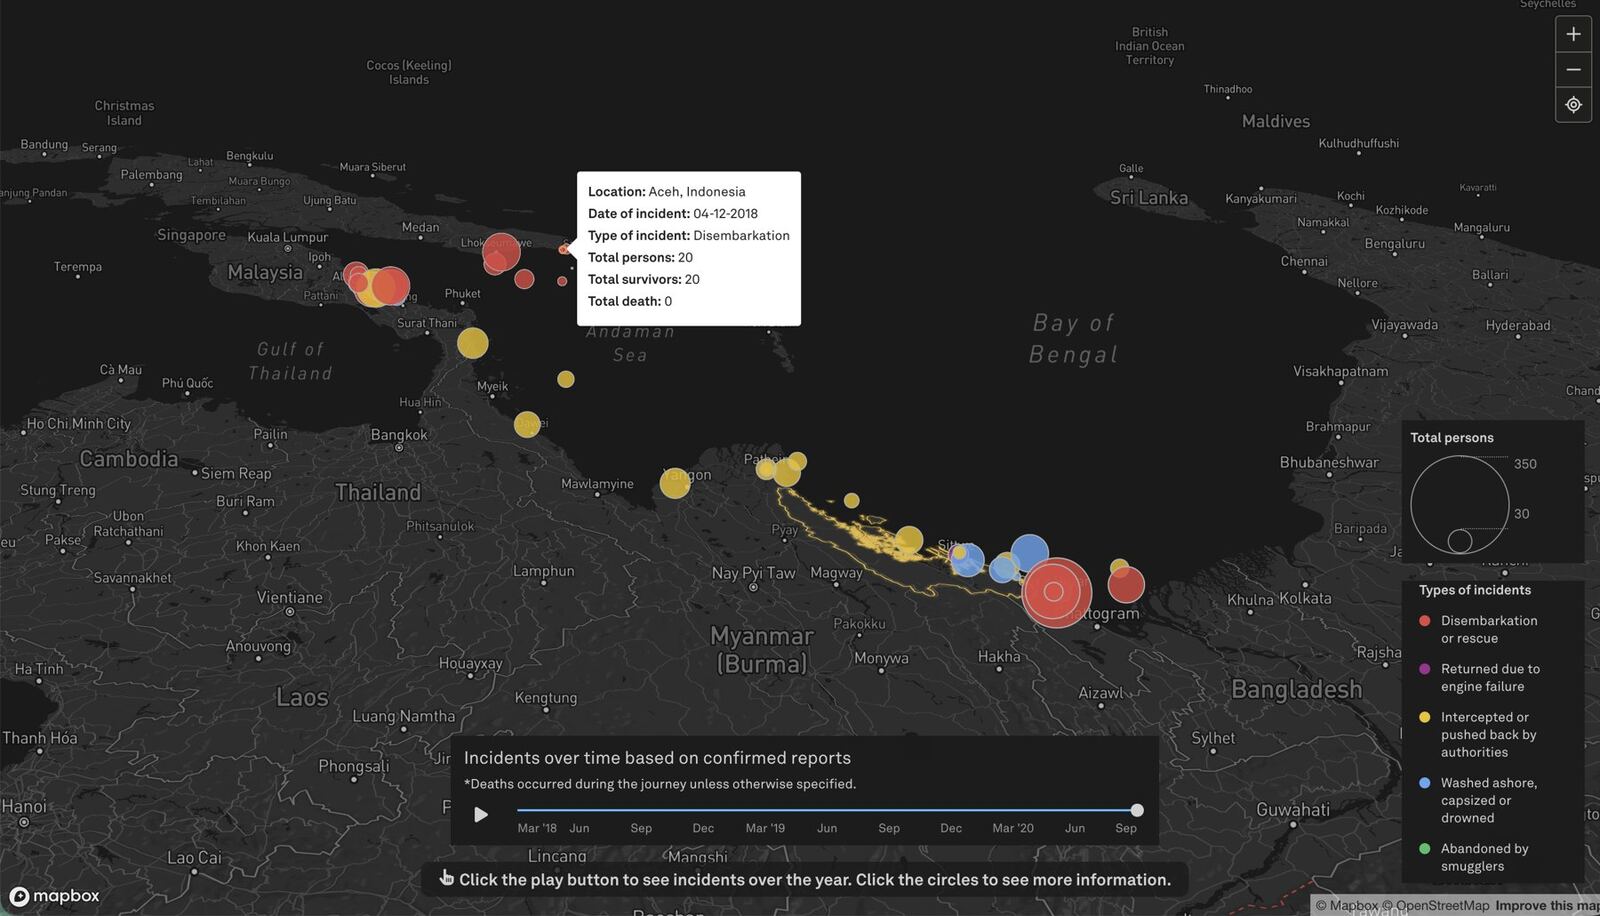 Seychelles
British
Indian Ocean
Territory
Cocos (Keeling)
Islands
Thinadhoo
Christmas
Island
Maldives
Bandung
Serang
Kulhudhuffushi
Lahat
Bengkulu
Muara Siberut
Galle
Palembang
Muara Bungo
Kavaratti
anjung Pandan
Tembilahan
Ujung Batu
Sri Lanka
Kanyakumari
Kochi
Kozhikode
Namakkal
Mangaluru
Singapore
Kuala Lumpur
Medan
Bengaluru
Ipoh
Chennai
Terempa
Malaysia
Ballari
Nellore
Pattani
Phuket
Location: Aceh, Indonesia
Date of incident: 04-12-2018
Type of incident: Disembarkation
Total persons: 20
Total survivors: 20
Total death: 0
Surat Thani
Andaman
Sea
Bay of
Bengal
Vijayawada
Hyderabad
Gulf of
Thailand
Cà Mau
Phú Quốc
Myeik
Visakhapatnam
Chand
Hua Hin
Ho Chi Minh City
Pailin
Bangkok
Brahmapur
Cambodia
Siem Reap
Bhubaneshwar
Stung Treng
Buri Ram
Thailand
Mawlamyine
Yangon
Total persons
350
30
Ubon
Ratchathani
Phitsanulok
Pyay
Baripada
Pakse
Khon Kaen
Savannakhet
Lamphun
Nay Pyi Taw
Magway
Vientiane
Khulna
Kolkata
Types of incidents
Disembarkation
or rescue
Returned due to
engine failure
Intercepted or
pushed back by
authorities
Washed ashore,
capsized or
drowned
Abandoned by
smugglers
Pakokku
Anouvong
Myanmar
(Burma)
Monywa
Hakha
Rajsha
Ha Tinh
Houayxay
Aizawl
Bangladesh
Laos
Kengtung
Luang Namtha
Thanh Hóa
Sylhet
Phongsali
Hanoi
Guwahati
Incidents over time based on confirmed reports
*Deaths occurred during the journey unless otherwise specified.
Mar '18 Jun Sep Dec Mar '19 Jun Sep Dec Mar '20 Jun Sep
Lao Cai
Lincang
Mangshi
Click the play button to see incidents over the year. Click the circles to see more information.
mapbox
© Mapbox © OpenStreetMap Improve this map